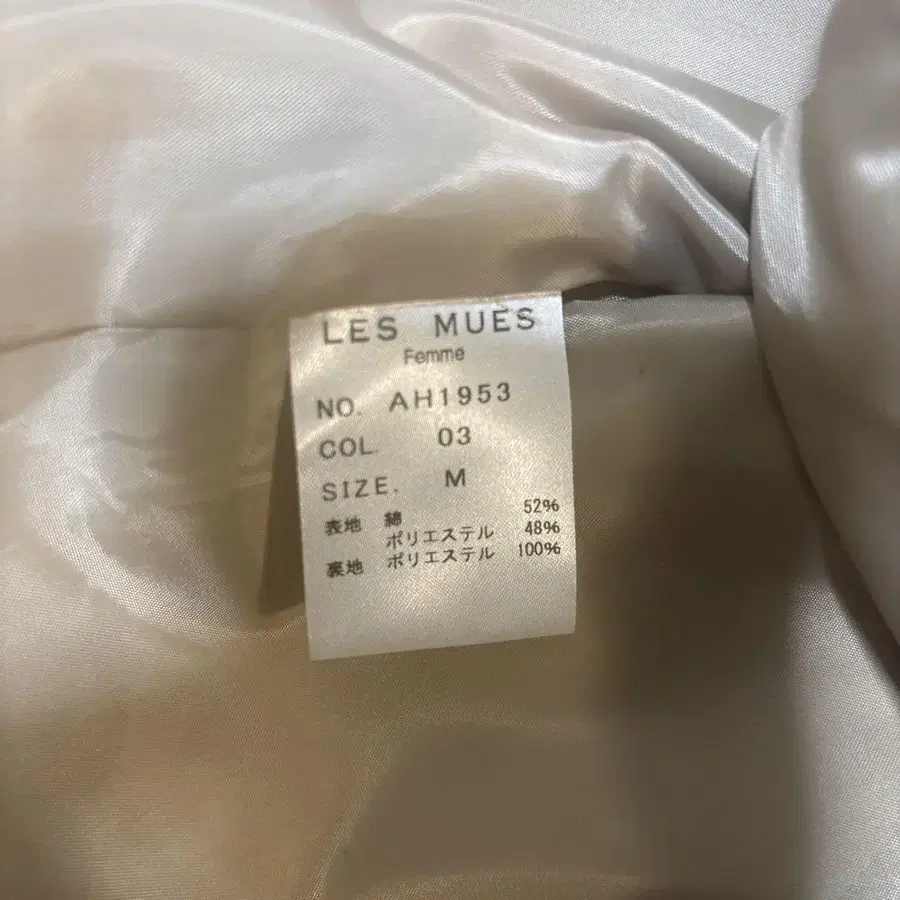 LES MUES
Femme
NO. AH1953
COL. 03
SIZE. M
表地 綿 52%
ポリエステル 48%
裏地 ポリエステル 100%